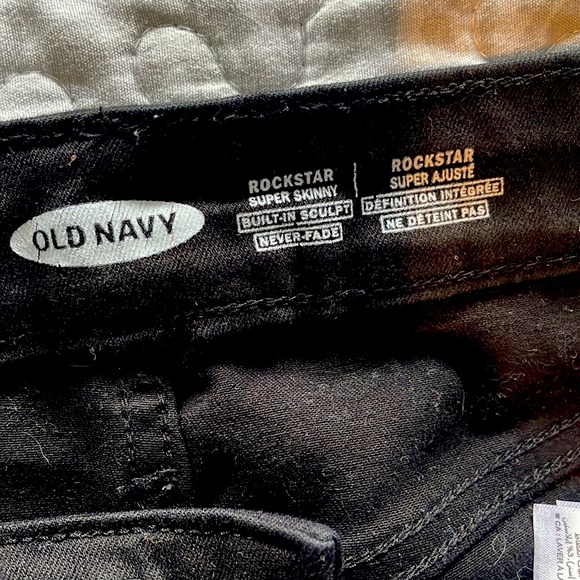 OLD NAVY
ROCKSTAR
SUPER SKINNY
BUILT-IN SCULPT
NEVER-FADE
ROCKSTAR
SUPER AJUSTÉ
DÉFINITION INTÉGRÉE
NE DÉTEINT PAS